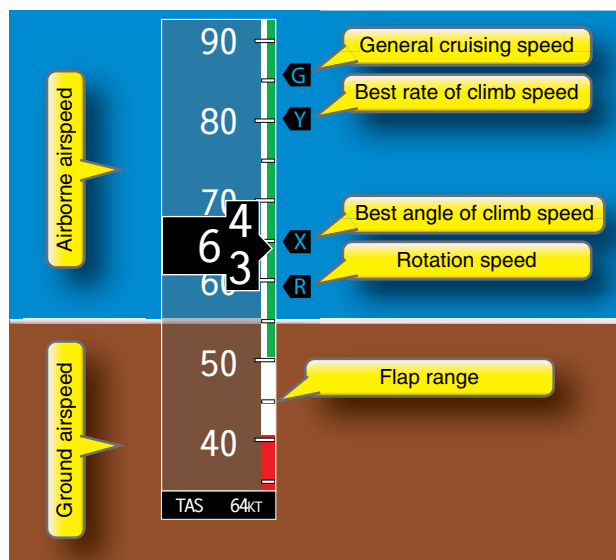 90
General cruising speed
G
Best rate of climb speed
80
Y
Airborne airspeed
70
4
Best angle of climb speed
6
X
3
Rotation speed
60
R
50
Flap range
Ground airspeed
40
TAS 64KT